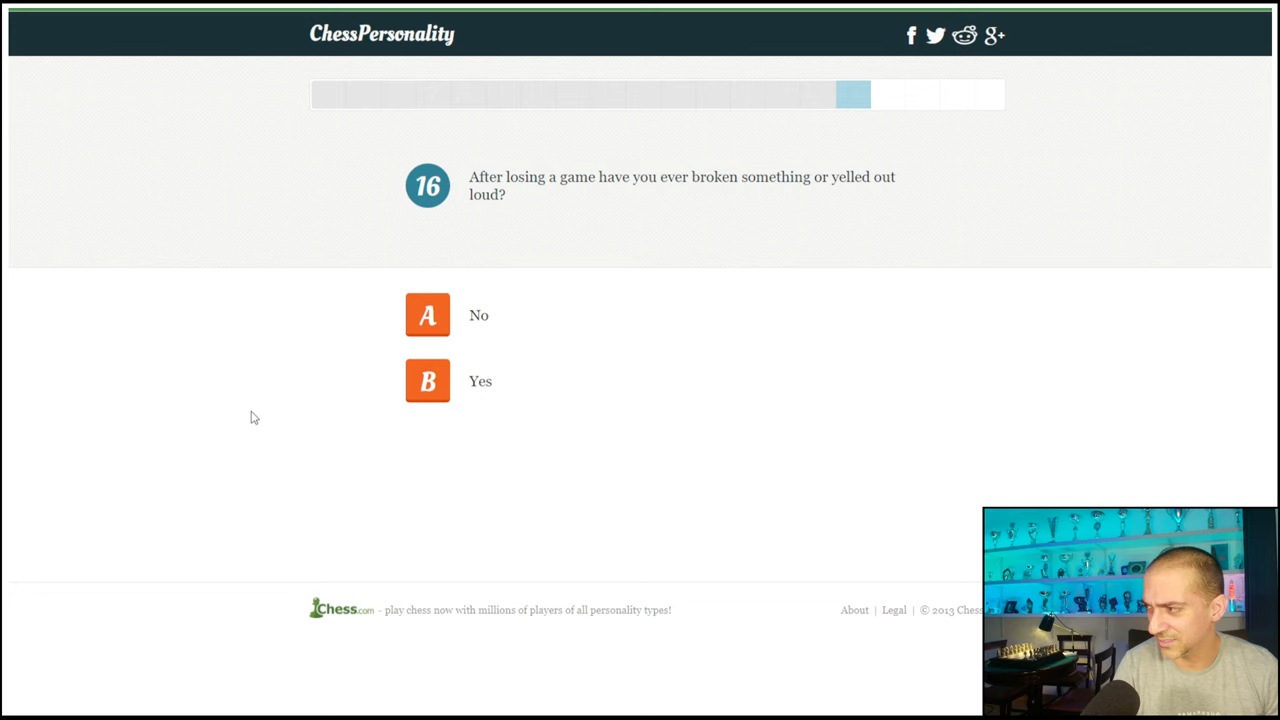 ChessPersonality
16
After losing a game have you ever broken something or yelled out
loud?
A No
B Yes
Chess.com - play chess now with millions of players of all personality types!
About | Legal | © 2013 Chess